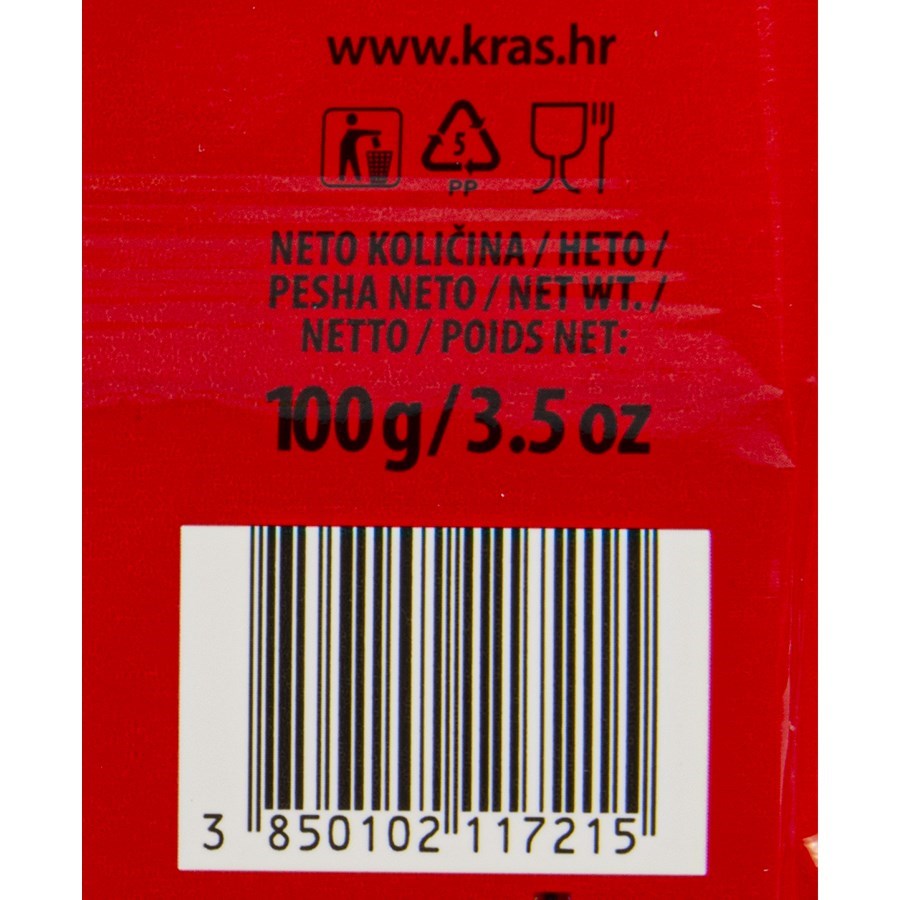 www.kras.hr
5
PP
NETO KOLIČINA / НЕТО /
PESHA NETO / NET WT. /
NETTO / POIDS NET:
100 g / 3.5 oz
3 850102 117215